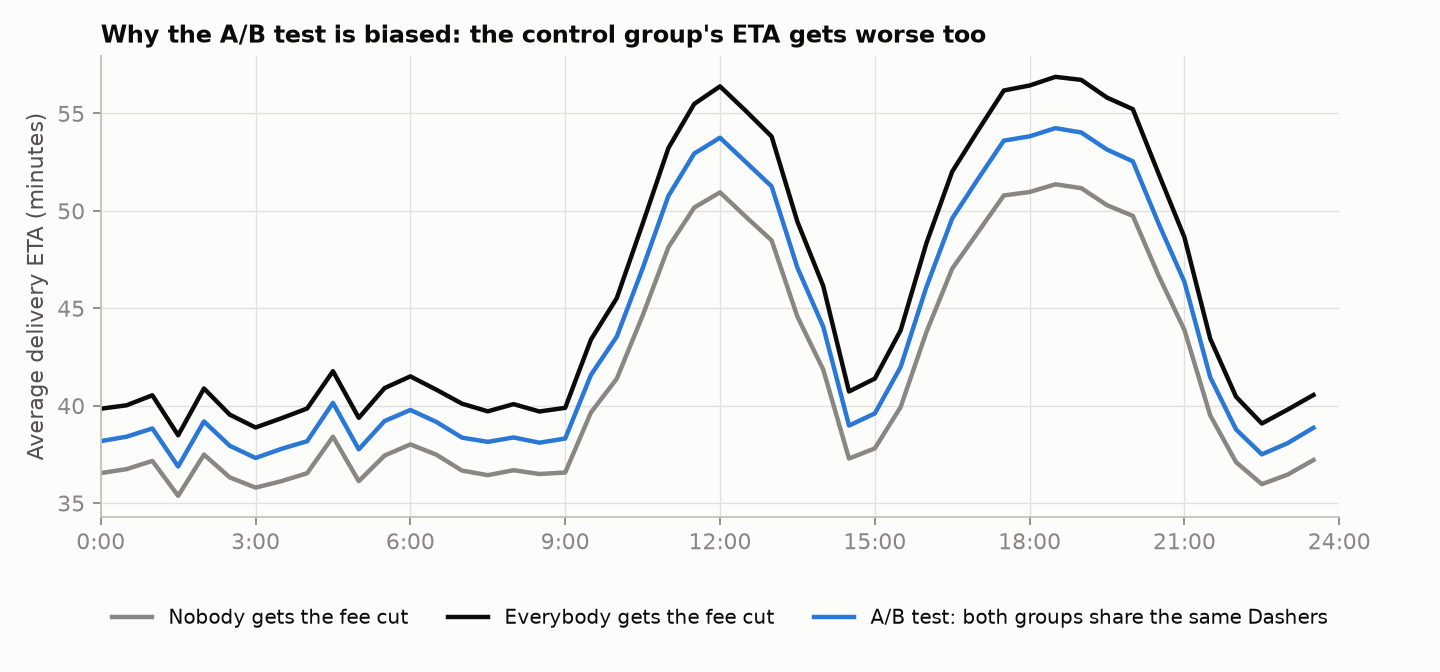 Why the A/B test is biased: the control group's ETA gets worse too
Average delivery ETA (minutes)
55
50
45
40
35
0:00 3:00 6:00 9:00 12:00 15:00 18:00 21:00 24:00
Nobody gets the fee cut Everybody gets the fee cut A/B test: both groups share the same Dashers